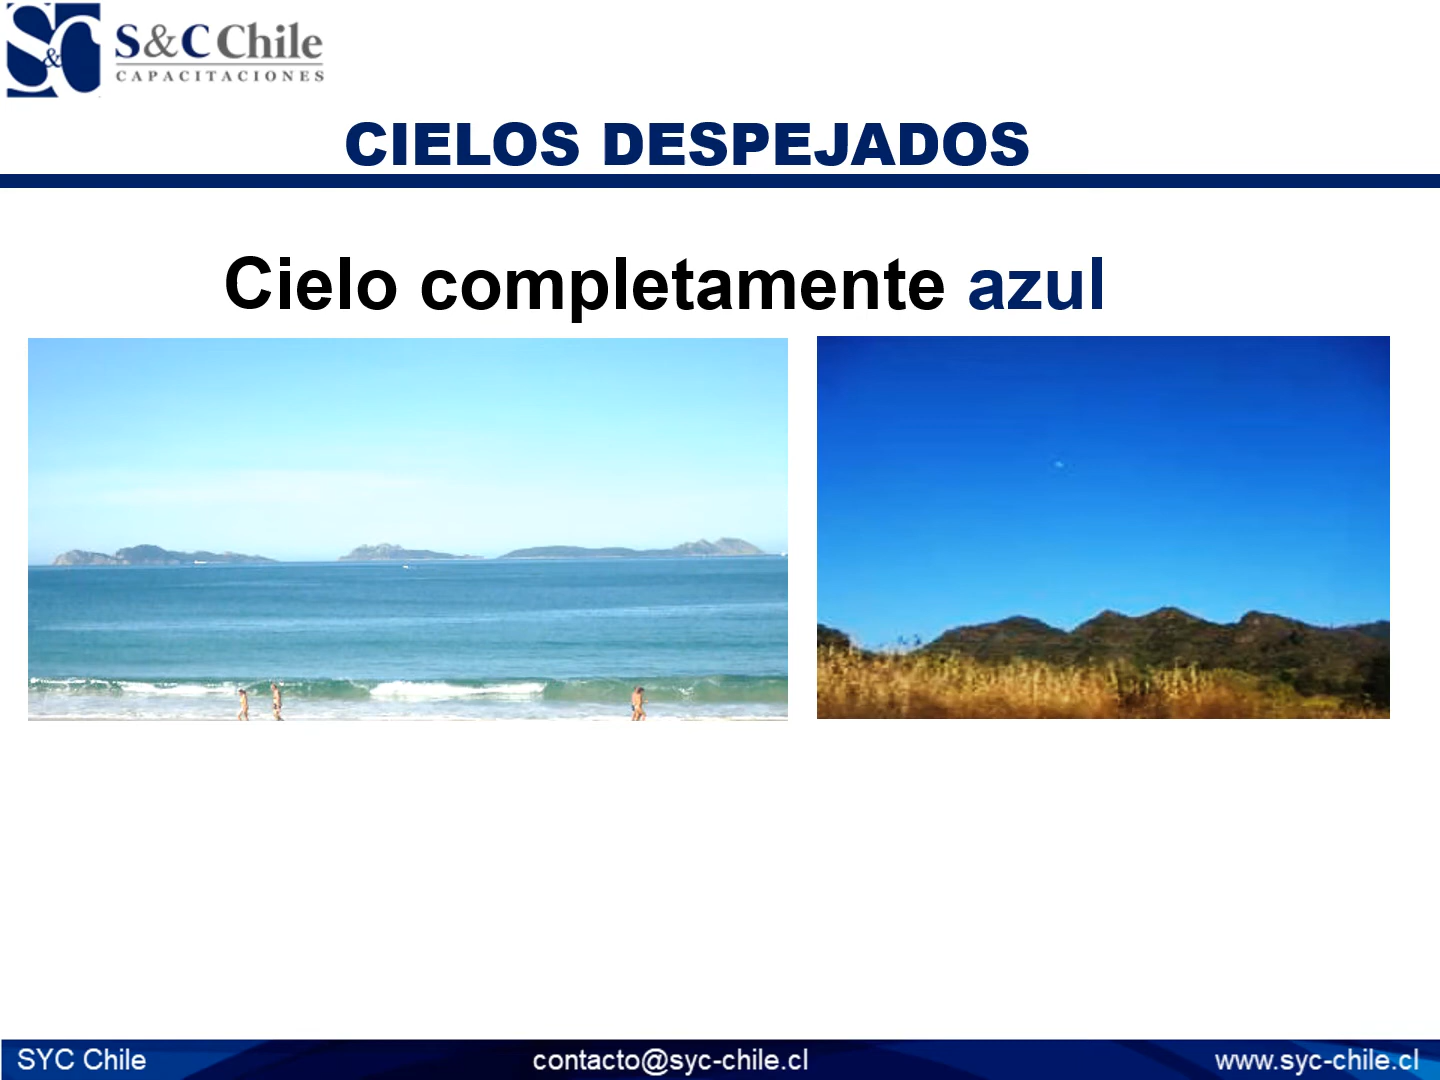 S&C
S&C Chile
CAPACITACIONES
CIELOS DESPEJADOS
Cielo completamente azul
SYC Chile contacto@syc-chile.cl www.syc-chile.cl